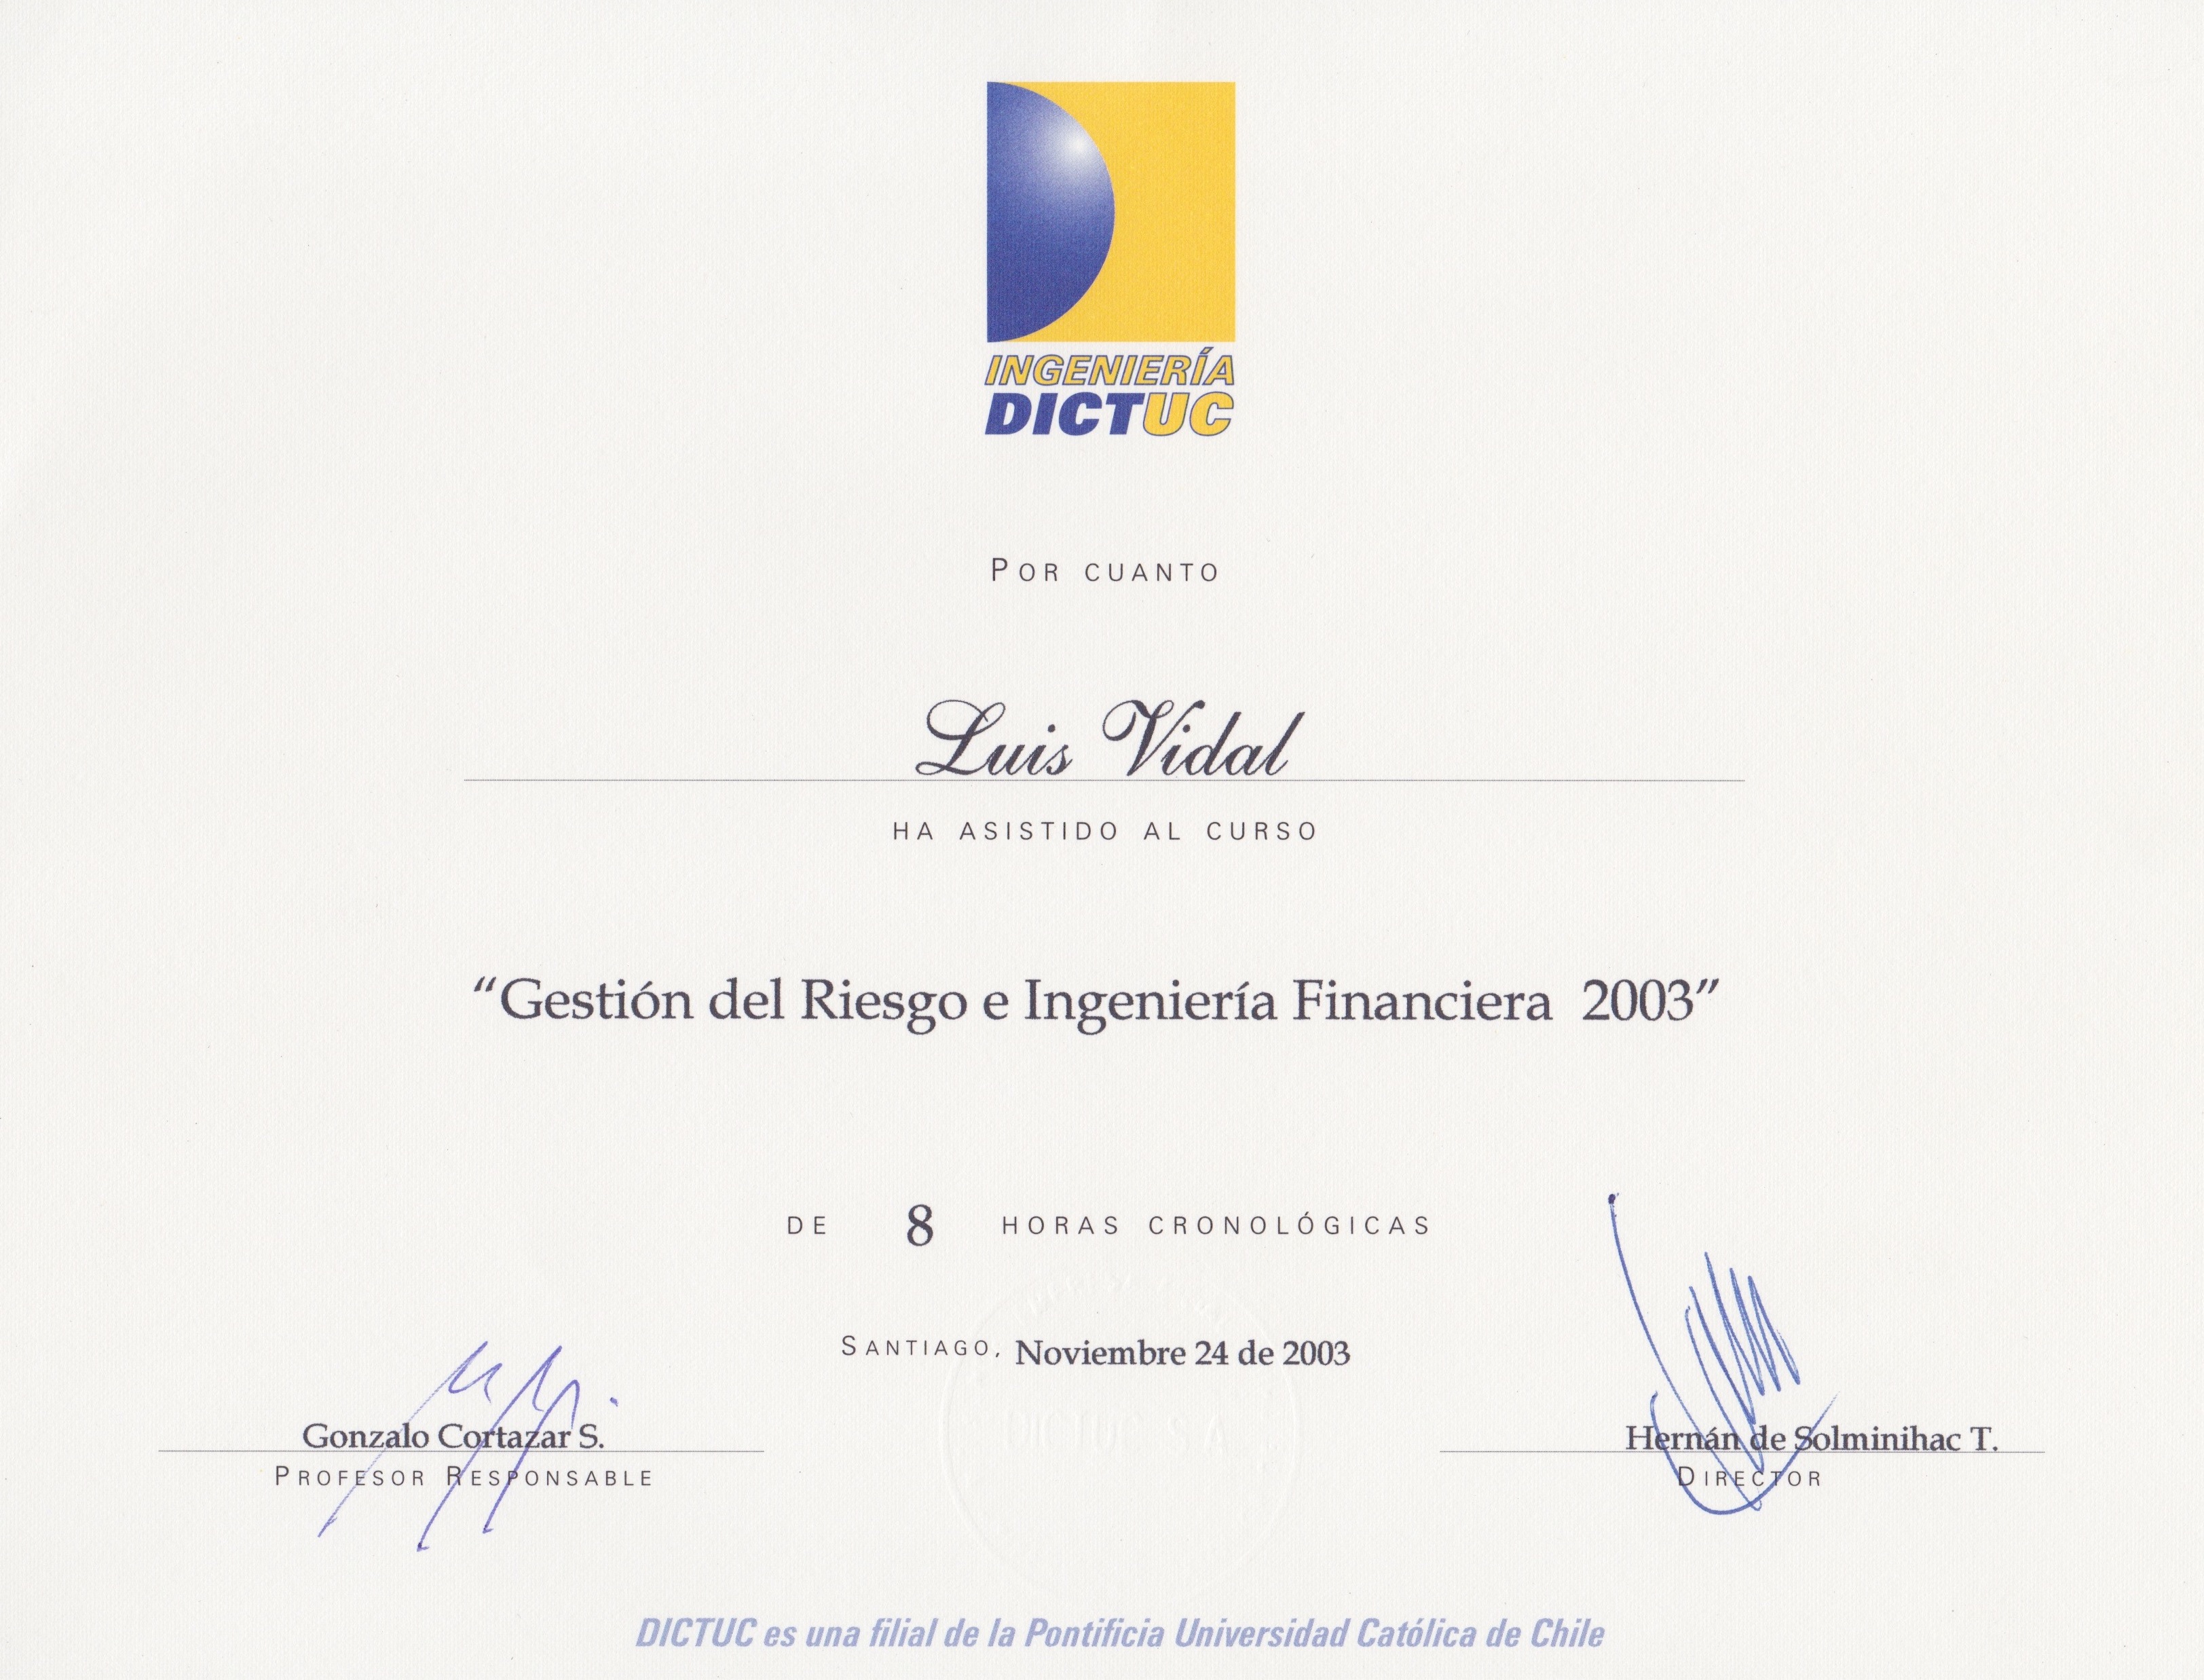 INGENIERÍA
DICTUC
POR CUANTO
Luis Vidal
HA ASISTIDO AL CURSO
“Gestión del Riesgo e Ingeniería Financiera 2003”
DE 8 HORAS CRONOLÓGICAS
SANTIAGO, Noviembre 24 de 2003
Gonzalo Cortazar S.
PROFESOR RESPONSABLE
Hernán de Solminihac T.
DIRECTOR
DICTUC es una filial de la Pontificia Universidad Católica de Chile